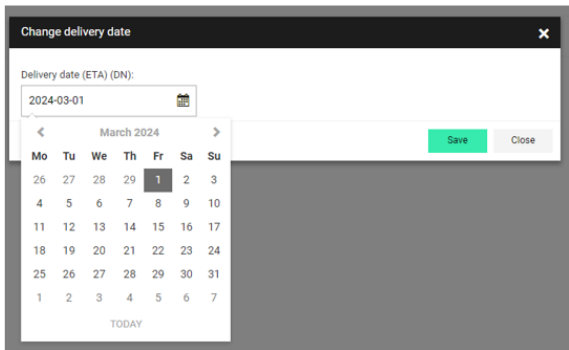 Change delivery date
Delivery date (ETA) (DN):
2024-03-01
March 2024
Mo Tu We Th Fr Sa Su
26 27 28 29 1 2 3
4 5 6 7 8 9 10
11 12 13 14 15 16 17
18 19 20 21 22 23 24
25 26 27 28 29 30 31
1 2 3 4 5 6 7
TODAY
Save Close